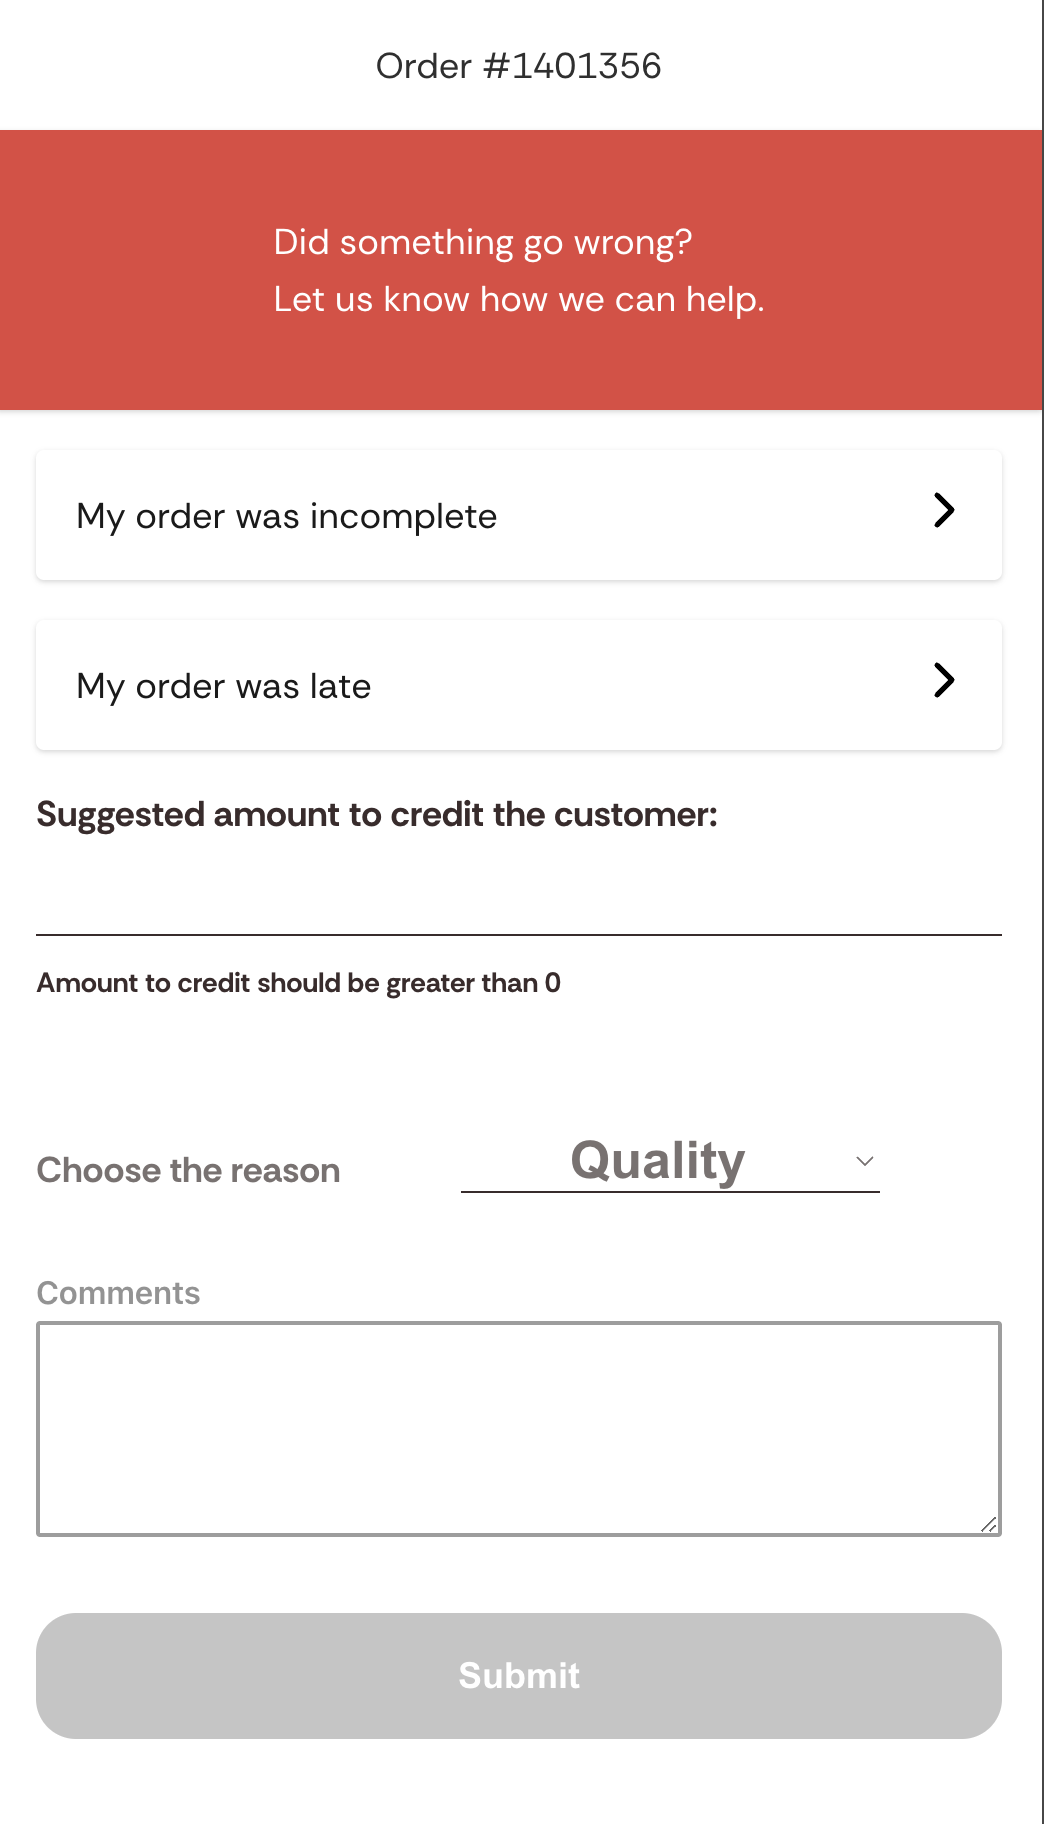 Order #1401356
Did something go wrong?
Let us know how we can help.
My order was incomplete
My order was late
Suggested amount to credit the customer:
Amount to credit should be greater than 0
Choose the reason
Quality
Comments
Submit